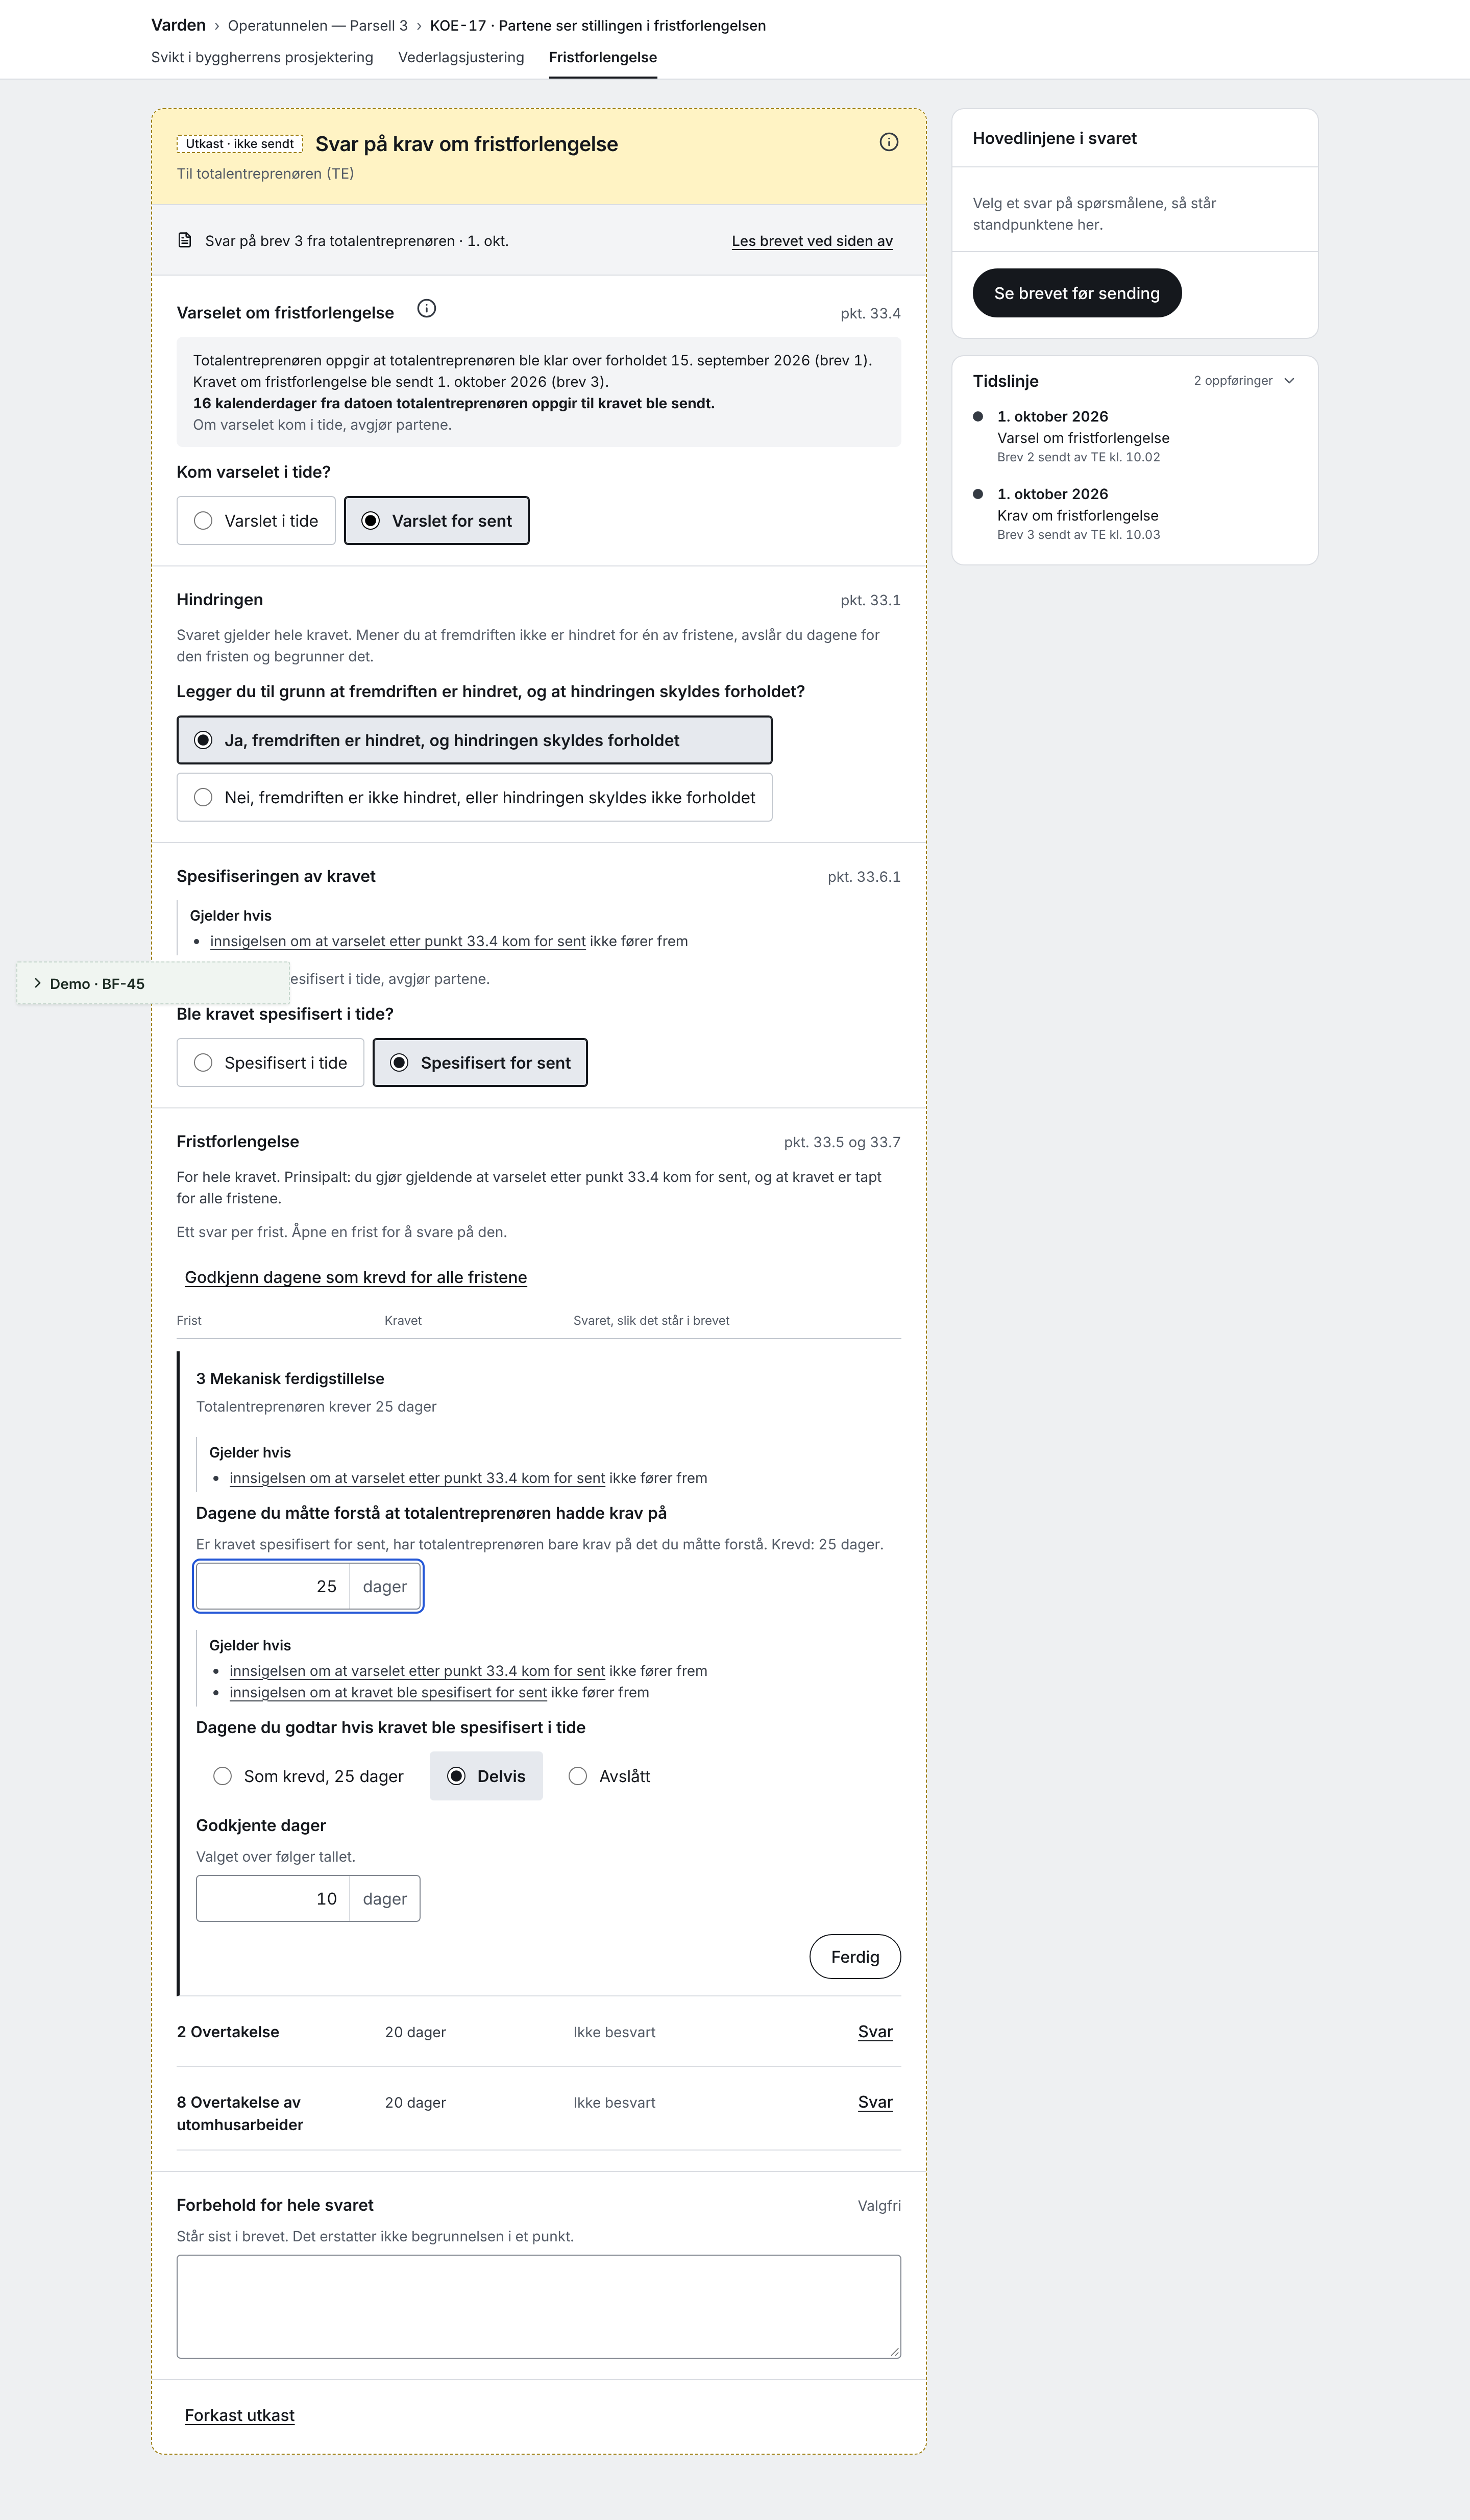 Varden › Operatunnelen — Parsell 3 › KOE-17 · Partene ser stillingen i fristforlengelsen
Svikt i byggherrens prosjektering Vederlagsjustering Fristforlengelse
Utkast · ikke sendt Svar på krav om fristforlengelse
Til totalentreprenøren (TE)
Svar på brev 3 fra totalentreprenøren · 1. okt. Les brevet ved siden av
Varselet om fristforlengelse pkt. 33.4
Totalentreprenøren oppgir at totalentreprenøren ble klar over forholdet 15. september 2026 (brev 1).
Kravet om fristforlengelse ble sendt 1. oktober 2026 (brev 3).
16 kalenderdager fra datoen totalentreprenøren oppgir til kravet ble sendt.
Om varselet kom i tide, avgjør partene.
Kom varselet i tide?
Varslet i tide Varslet for sent
Hindringen pkt. 33.1
Svaret gjelder hele kravet. Mener du at fremdriften ikke er hindret for én av fristene, avslår du dagene for
den fristen og begrunner det.
Legger du til grunn at fremdriften er hindret, og at hindringen skyldes forholdet?
Ja, fremdriften er hindret, og hindringen skyldes forholdet
Nei, fremdriften er ikke hindret, eller hindringen skyldes ikke forholdet
Spesifiseringen av kravet pkt. 33.6.1
Gjelder hvis
• innsigelsen om at varselet etter punkt 33.4 kom for sent ikke fører frem
Demo · BF-45
esifisert i tide, avgjør partene.
Ble kravet spesifisert i tide?
Spesifisert i tide Spesifisert for sent
Fristforlengelse pkt. 33.5 og 33.7
For hele kravet. Prinsipalt: du gjør gjeldende at varselet etter punkt 33.4 kom for sent, og at kravet er tapt
for alle fristene.
Ett svar per frist. Åpne en frist for å svare på den.
Godkjenn dagene som krevd for alle fristene
Frist Kravet Svaret, slik det står i brevet
3 Mekanisk ferdigstillelse
Totalentreprenøren krever 25 dager
Gjelder hvis
• innsigelsen om at varselet etter punkt 33.4 kom for sent ikke fører frem
Dagene du måtte forstå at totalentreprenøren hadde krav på
Er kravet spesifisert for sent, har totalentreprenøren bare krav på det du måtte forstå. Krevd: 25 dager.
25 dager
Gjelder hvis
• innsigelsen om at varselet etter punkt 33.4 kom for sent ikke fører frem
• innsigelsen om at kravet ble spesifisert for sent ikke fører frem
Dagene du godtar hvis kravet ble spesifisert i tide
Som krevd, 25 dager Delvis Avslått
Godkjente dager
Valget over følger tallet.
10 dager
Ferdig
2 Overtakelse 20 dager Ikke besvart Svar
8 Overtakelse av 20 dager Ikke besvart Svar
utomhusarbeider
Forbehold for hele svaret Valgfri
Står sist i brevet. Det erstatter ikke begrunnelsen i et punkt.
Forkast utkast
Hovedlinjene i svaret
Velg et svar på spørsmålene, så står
standpunktene her.
Se brevet før sending
Tidslinje 2 oppføringer
1. oktober 2026
Varsel om fristforlengelse
Brev 2 sendt av TE kl. 10.02
1. oktober 2026
Krav om fristforlengelse
Brev 3 sendt av TE kl. 10.03